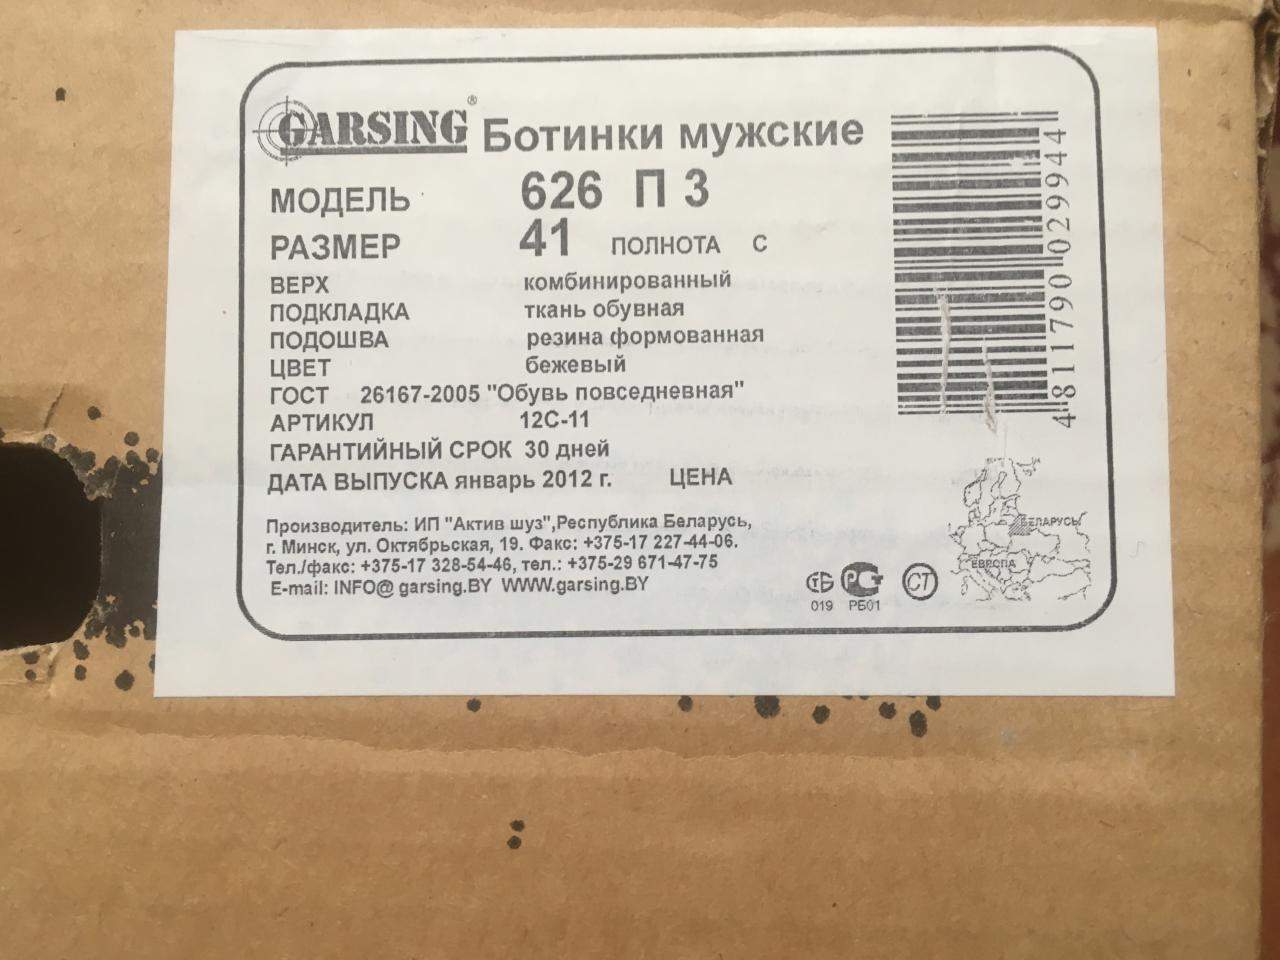 GARSING® Ботинки мужские
МОДЕЛЬ 626 П 3
РАЗМЕР 41 ПОЛНОТА С
ВЕРХ комбинированный
ПОДКЛАДКА ткань обувная
ПОДОШВА резина формованная
ЦВЕТ бежевый
ГОСТ 26167-2005 "Обувь повседневная"
АРТИКУЛ 12С-11
ГАРАНТИЙНЫЙ СРОК 30 дней
ДАТА ВЫПУСКА январь 2012 г. ЦЕНА
Производитель: ИП "Актив шуз",Республика Беларусь,
г. Минск, ул. Октябрьская, 19. Факс: +375-17 227-44-06.
Тел./факс: +375-17 328-54-46, тел.: +375-29 671-47-75
E-mail: INFO@ garsing.BY WWW.garsing.BY
4811790029944
БЕЛАРУСЬ
ЕВРОПА
СТБ РСТ СТ
019 РБ01